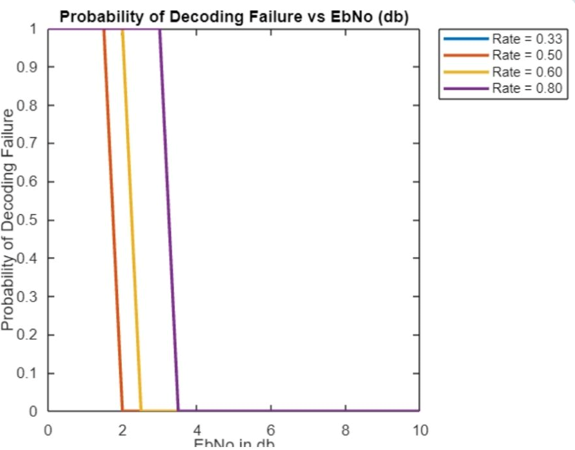 Probability of Decoding Failure vs EbNo (db)
Rate = 0.33
Rate = 0.50
Rate = 0.60
Rate = 0.80
Probability of Decoding Failure
1
0.9
0.8
0.7
0.6
0.5
0.4
0.3
0.2
0.1
0
0 2 4 6 8 10
EbNo in db